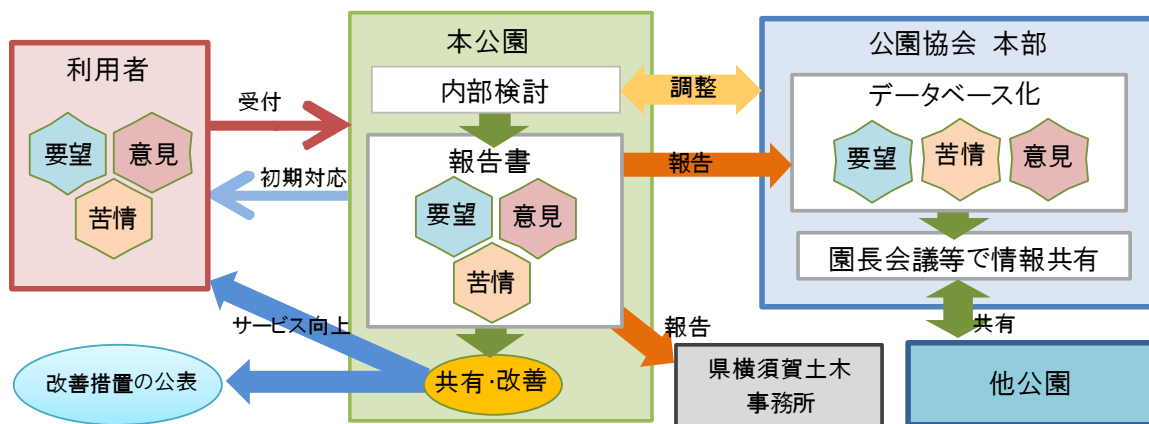 利用者
要望
意見
苦情
受付
初期対応
本公園
内部検討
報告書
要望
意見
苦情
共有・改善
サービス向上
改善措置の公表
調整
報告
報告
県横須賀土木
事務所
公園協会 本部
データベース化
要望
苦情
意見
園長会議等で情報共有
共有
他公園